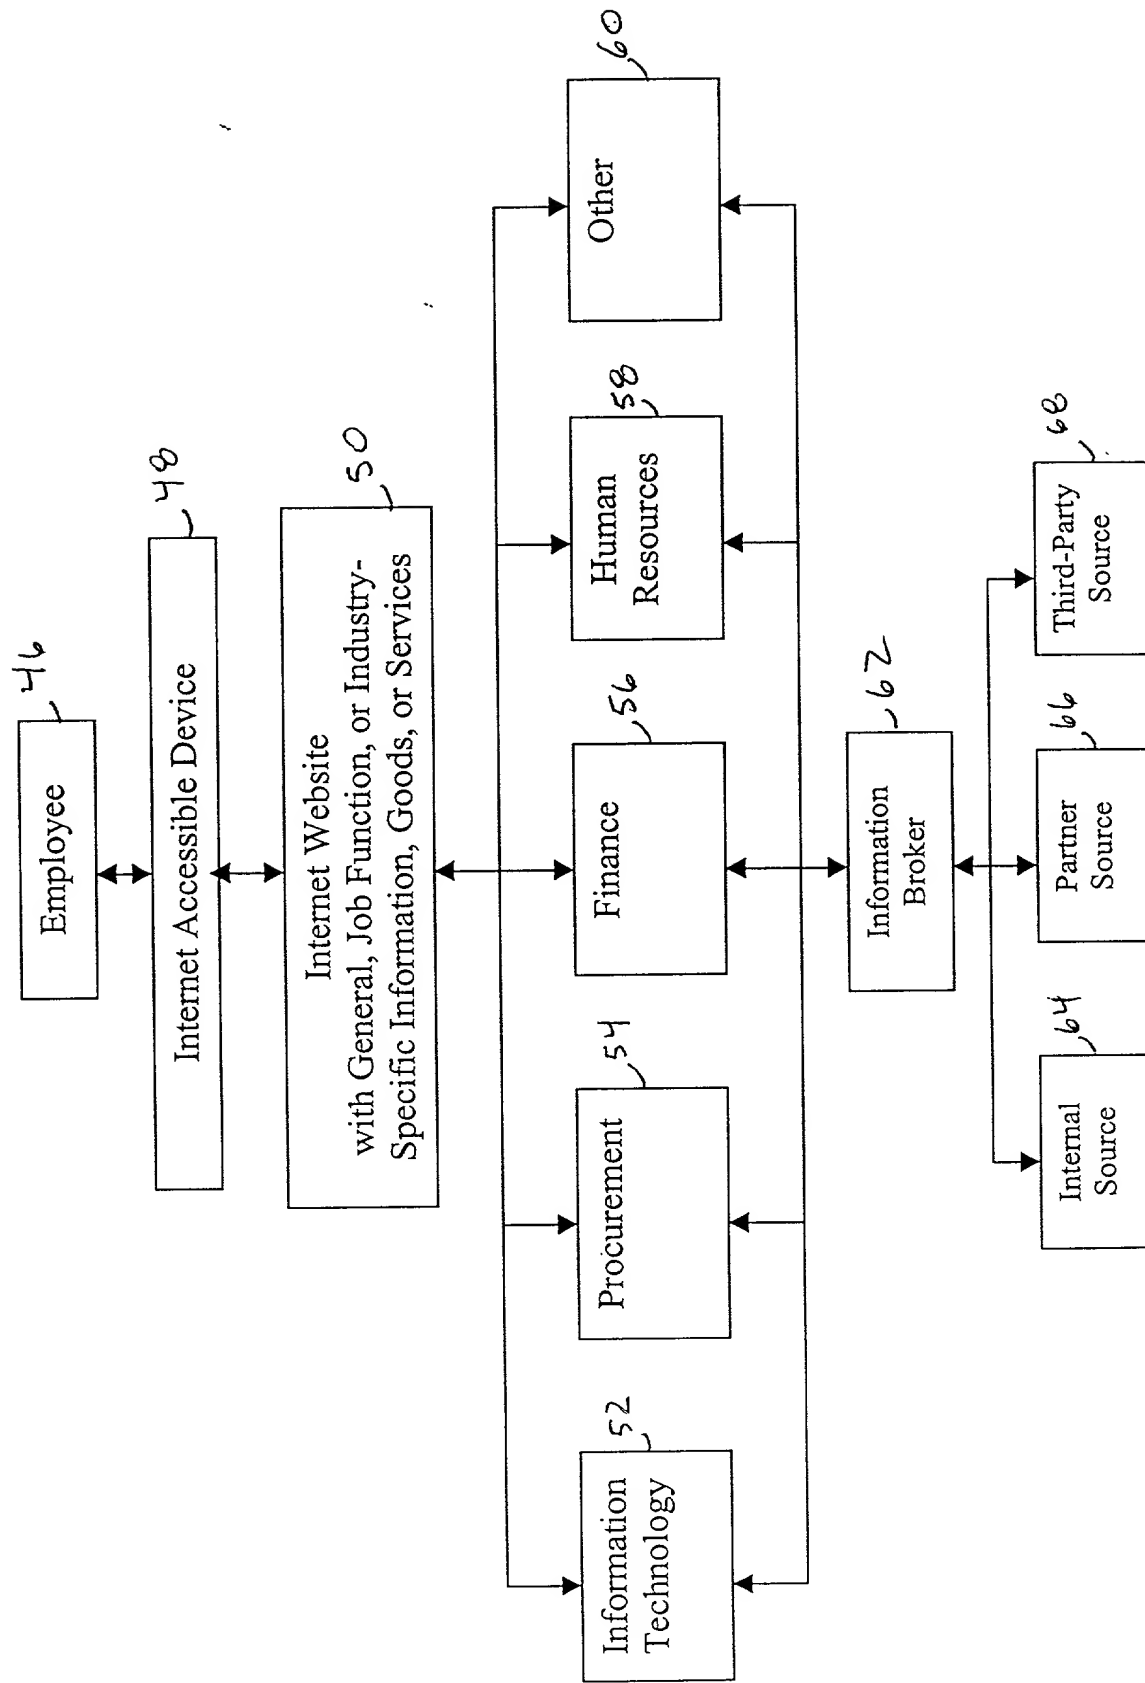 Employee
46
Internet Accessible Device
48
Internet Website
with General, Job Function, or Industry-
Specific Information, Goods, or Services
50
Information
Technology
52
Procurement
54
Finance
56
Human
Resources
58
Other
60
Information
Broker
62
Internal
Source
64
Partner
Source
66
Third-Party
Source
68